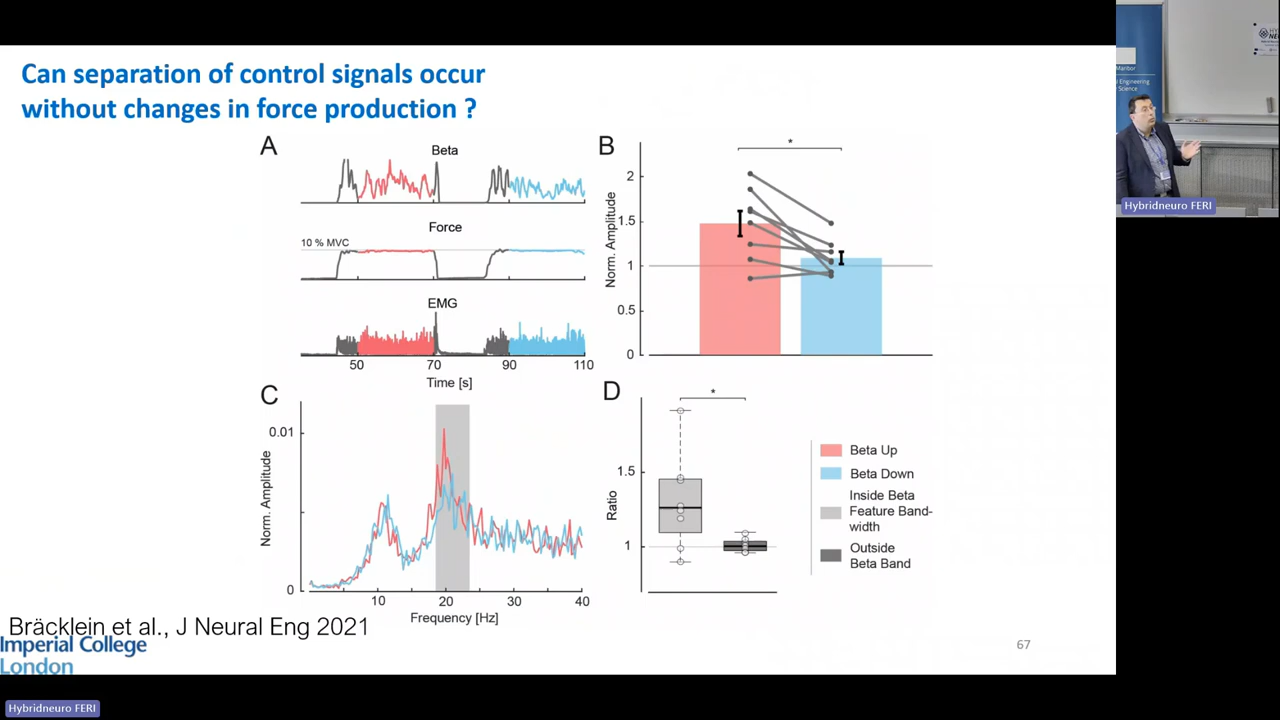 Can separation of control signals occur
without changes in force production ?
A
Beta
Force
10 % MVC
EMG
50
70
90
110
Time [s]
B
*
Norm. Amplitude
2
1.5
1
0.5
0
C
Norm. Amplitude
0.01
0
10
20
30
40
Frequency [Hz]
D
*
Ratio
1.5
1
Beta Up
Beta Down
Inside Beta
Feature Band-
width
Outside
Beta Band
Bräcklein et al., J Neural Eng 2021
Imperial College
London
67
Maribor
Engineering
Science
Hybridneuro FERI
Hybridneuro FERI